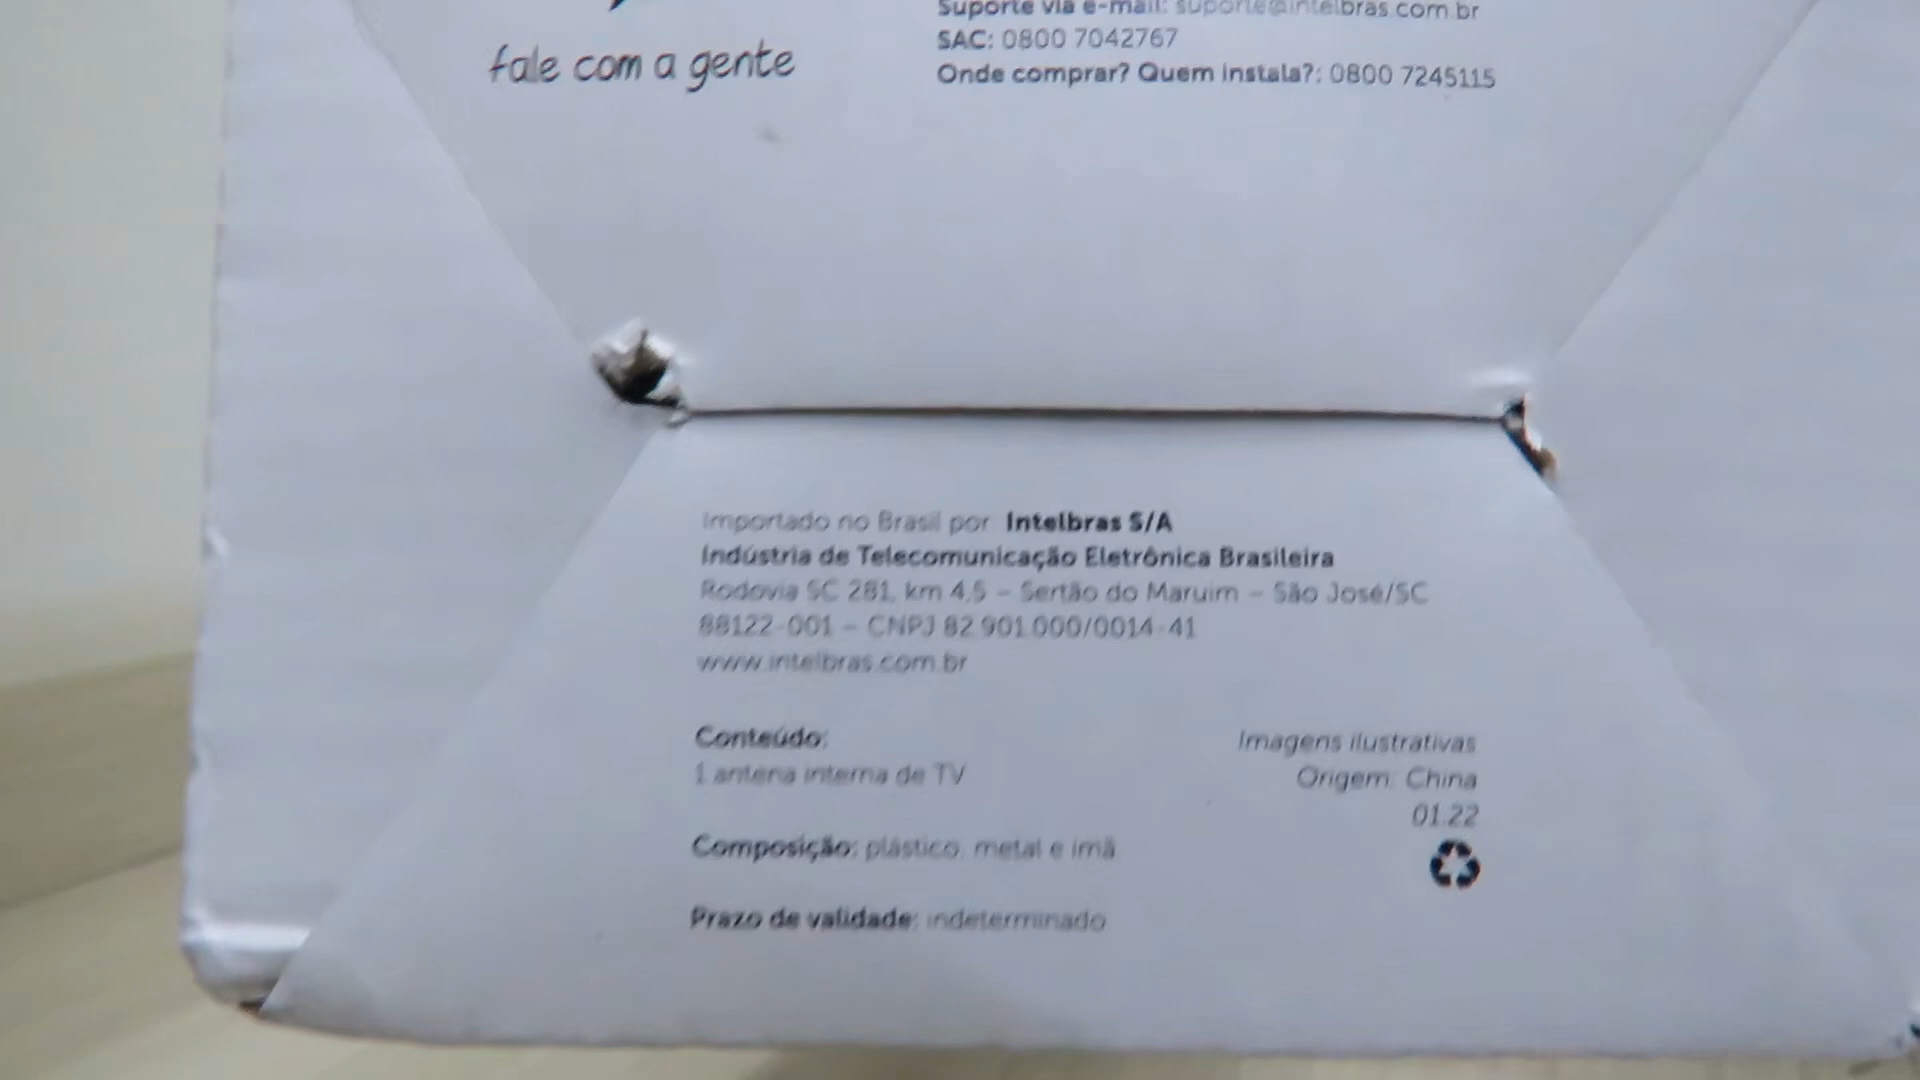 fale com a gente
Suporte via e-mail: suporte@intelbras.com.br
SAC: 0800 7042767
Onde comprar? Quem instala?: 0800 7245115
Importado no Brasil por Intelbras S/A
Indústria de Telecomunicação Eletrônica Brasileira
Rodovia SC 281, km 4,5 – Sertão do Maruim – São José/SC
88122-001 – CNPJ 82.901.000/0014-41
www.intelbras.com.br
Conteúdo:
1 antena interna de TV
Composição: plástico, metal e imã
Prazo de validade: indeterminado
Imagens ilustrativas
Origem: China
01.22